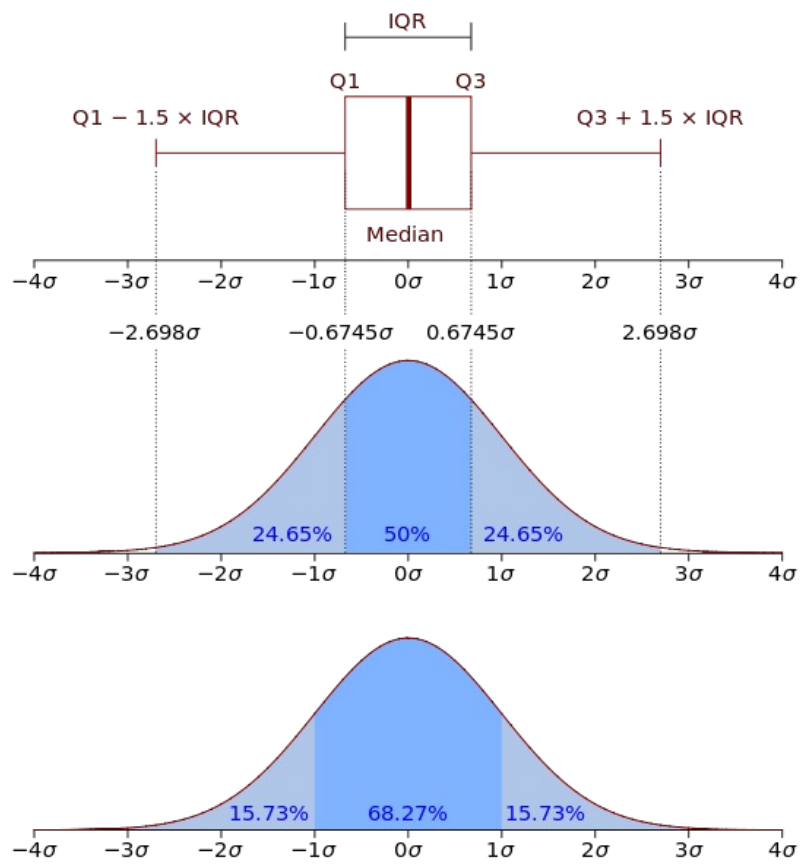 IQR
Q1 Q3
Q1 − 1.5 × IQR Q3 + 1.5 × IQR
Median
−4σ −3σ −2σ −1σ 0σ 1σ 2σ 3σ 4σ
−2.698σ −0.6745σ 0.6745σ 2.698σ
24.65% 50% 24.65%
−4σ −3σ −2σ −1σ 0σ 1σ 2σ 3σ 4σ
15.73% 68.27% 15.73%
−4σ −3σ −2σ −1σ 0σ 1σ 2σ 3σ 4σ